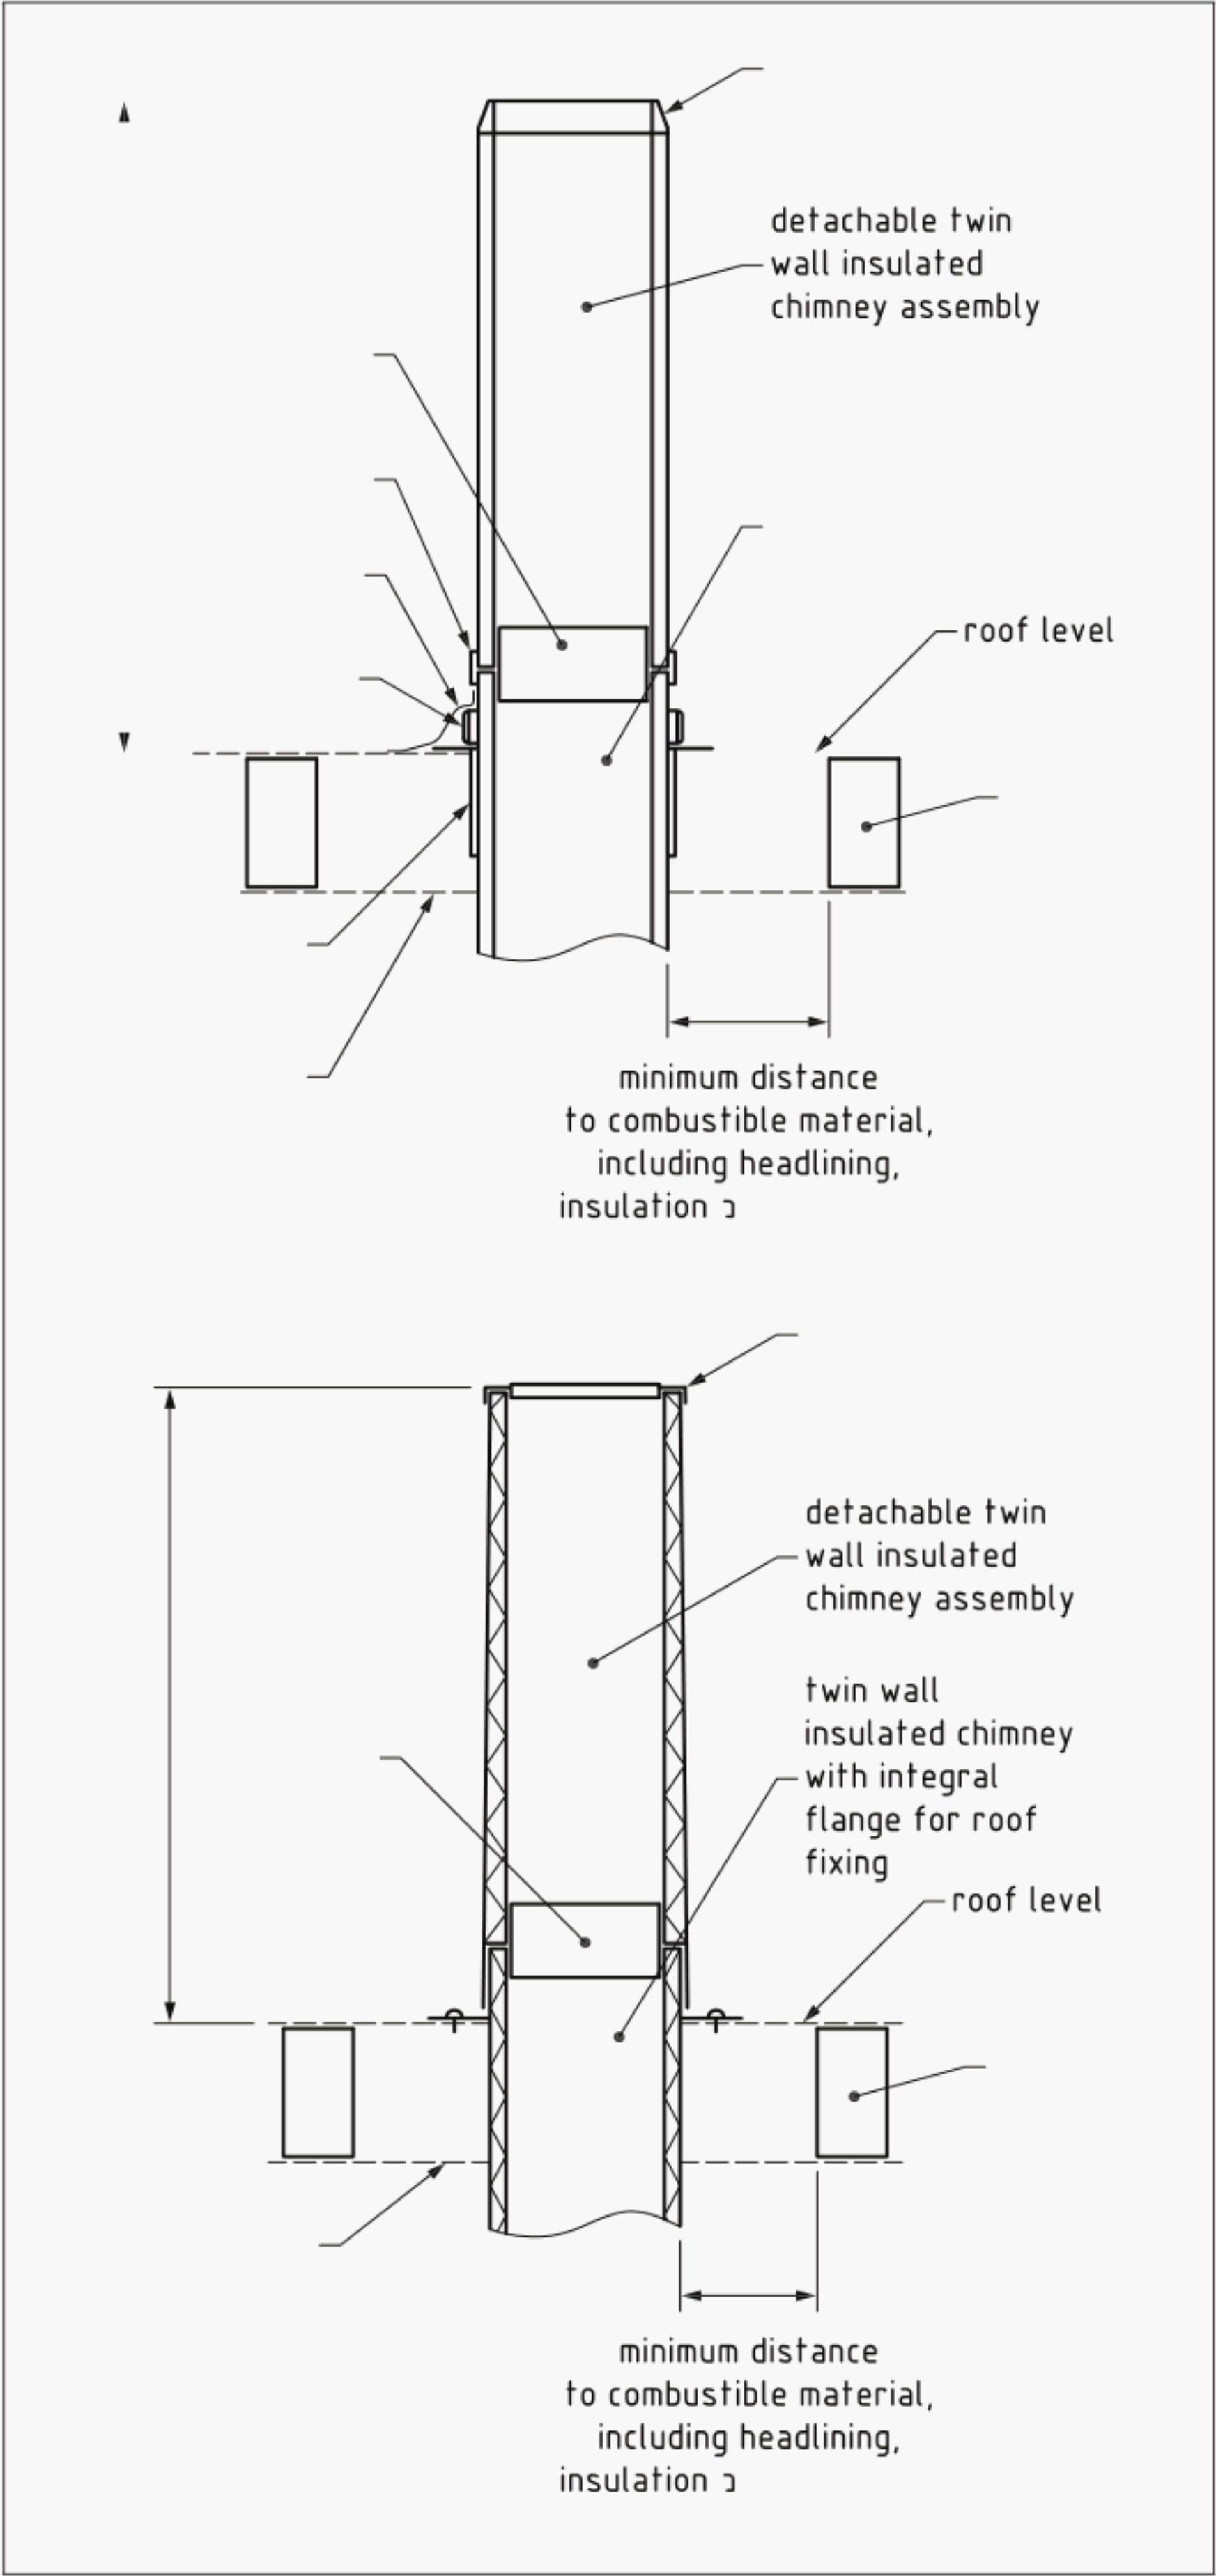 detachable twin
wall insulated
chimney assembly
roof level
minimum distance
to combustible material,
including headlining,
insulation
detachable twin
wall insulated
chimney assembly
twin wall
insulated chimney
with integral
flange for roof
fixing
roof level
minimum distance
to combustible material,
including headlining,
insulation